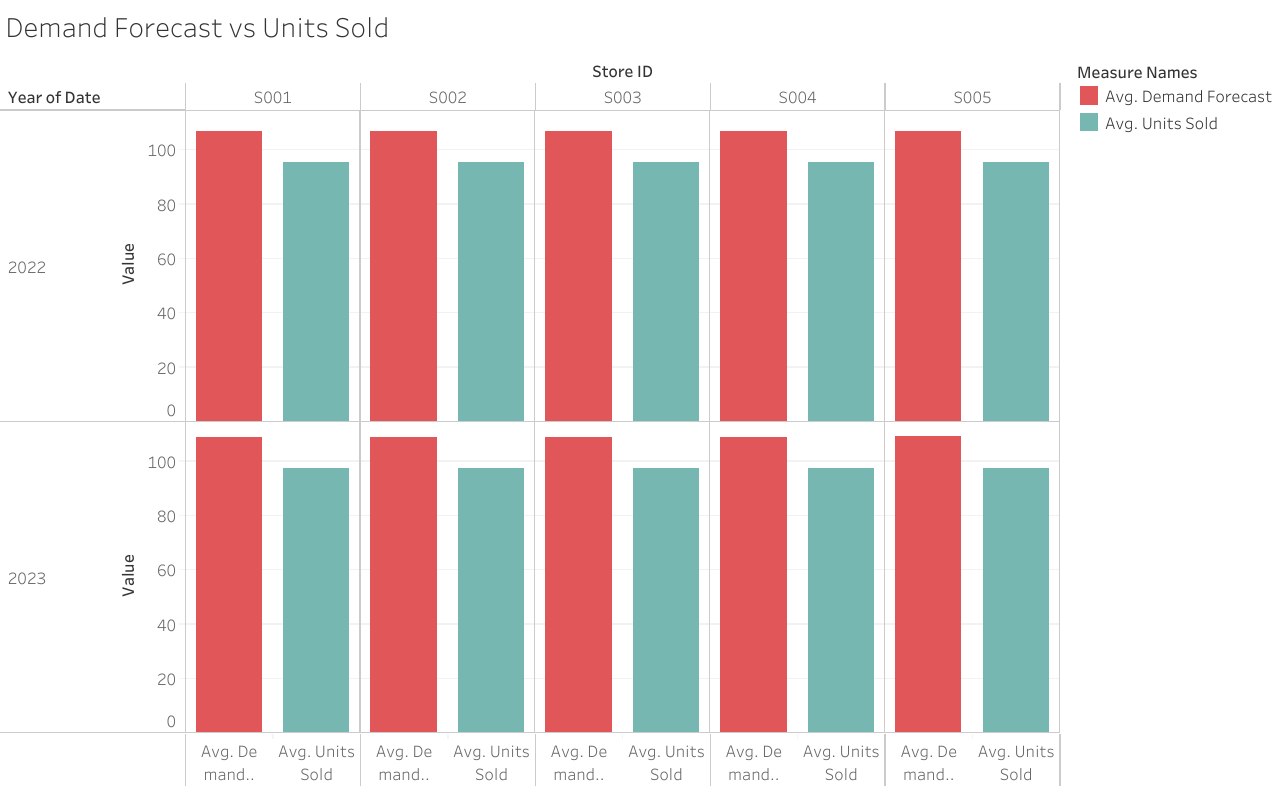 Demand Forecast vs Units Sold
Store ID
Year of Date
S001
S002
S003
S004
S005
Measure Names
Avg. Demand Forecast
Avg. Units Sold
2022
Value
100
80
60
40
20
0
2023
Value
100
80
60
40
20
0
Avg. De
mand..
Avg. Units
Sold
Avg. De
mand..
Avg. Units
Sold
Avg. De
mand..
Avg. Units
Sold
Avg. De
mand..
Avg. Units
Sold
Avg. De
mand..
Avg. Units
Sold